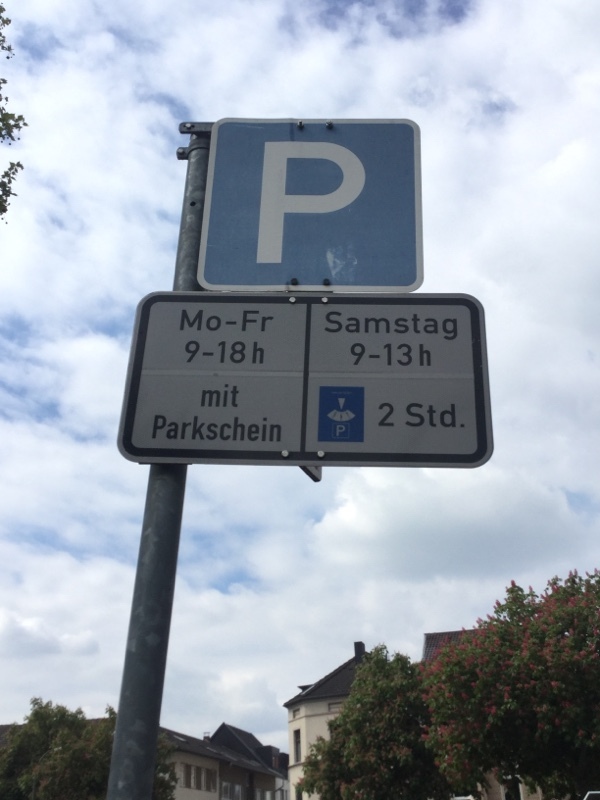 P
Mo-Fr
9-18 h
mit
Parkschein
Samstag
9-13 h
P
2 Std.